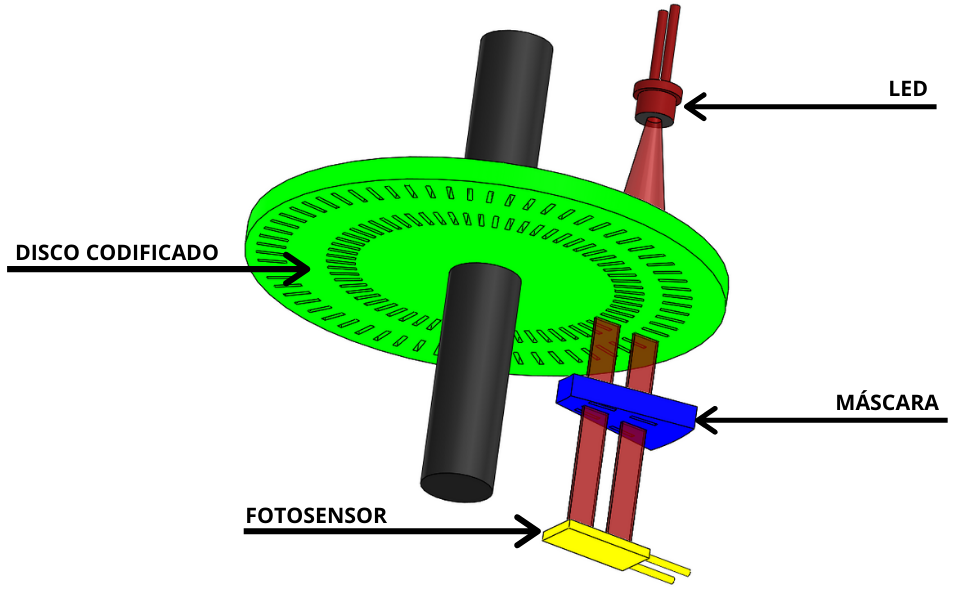 LED
DISCO CODIFICADO
MÁSCARA
FOTOSENSOR